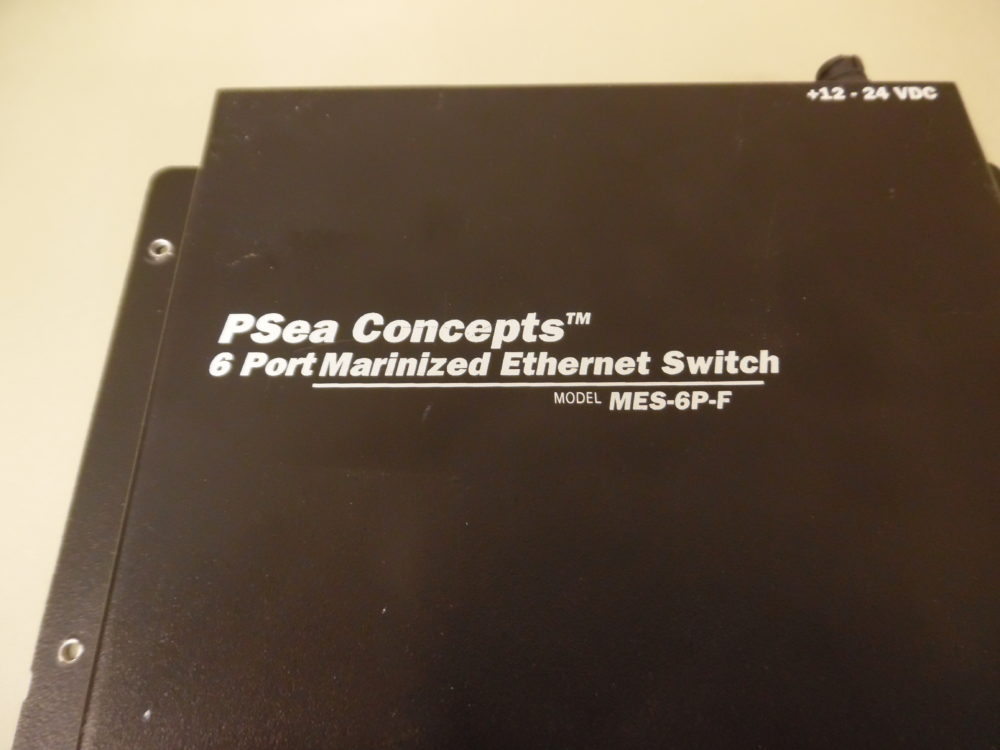 +12 - 24 VDC
PSea Concepts™
6 Port Marinized Ethernet Switch
MODEL MES-6P-F